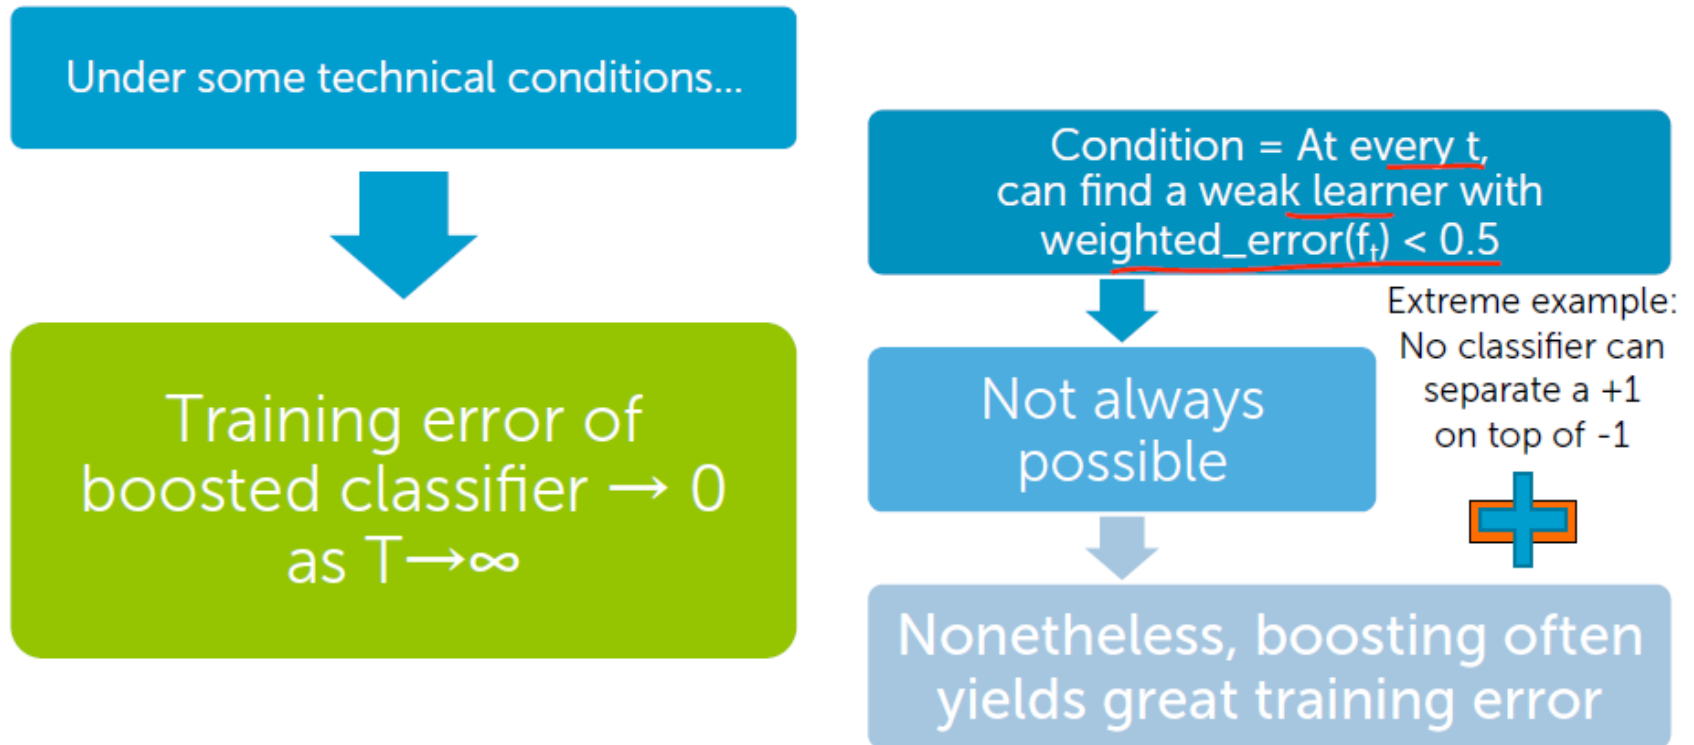 Under some technical conditions...
Training error of
boosted classifier → 0
as T→∞
Condition = At every t,
can find a weak learner with
weighted_error(fₜ) < 0.5
Extreme example:
No classifier can
separate a +1
on top of -1
Not always
possible
Nonetheless, boosting often
yields great training error